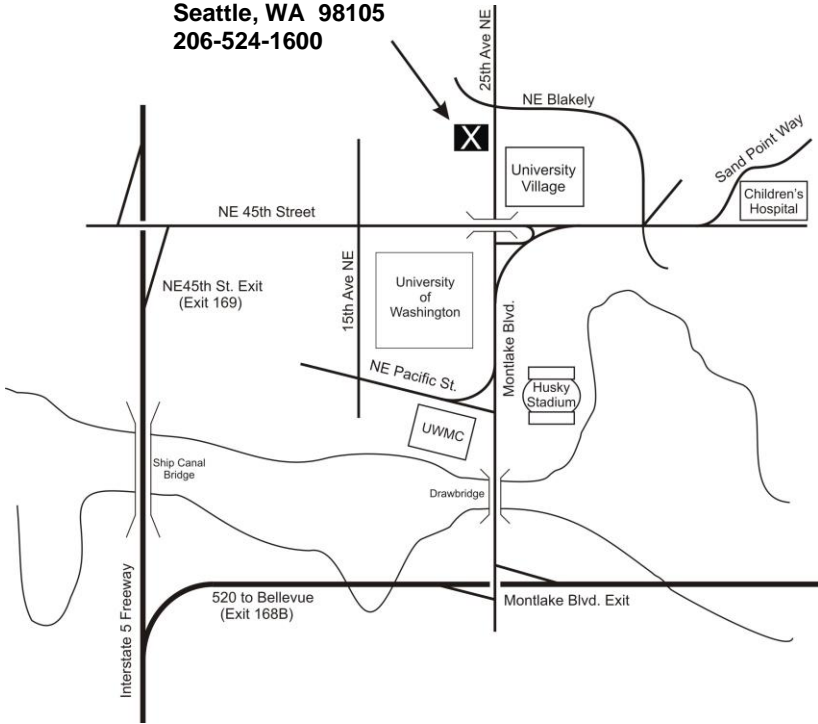 Seattle, WA 98105
206-524-1600
25th Ave NE
NE Blakely
X
University
Village
Sand Point Way
Children's
Hospital
NE 45th Street
NE45th St. Exit
(Exit 169)
15th Ave NE
University
of
Washington
Montlake Blvd.
NE Pacific St.
Husky
Stadium
UWMC
Ship Canal
Bridge
Drawbridge
Interstate 5 Freeway
520 to Bellevue
(Exit 168B)
Montlake Blvd. Exit